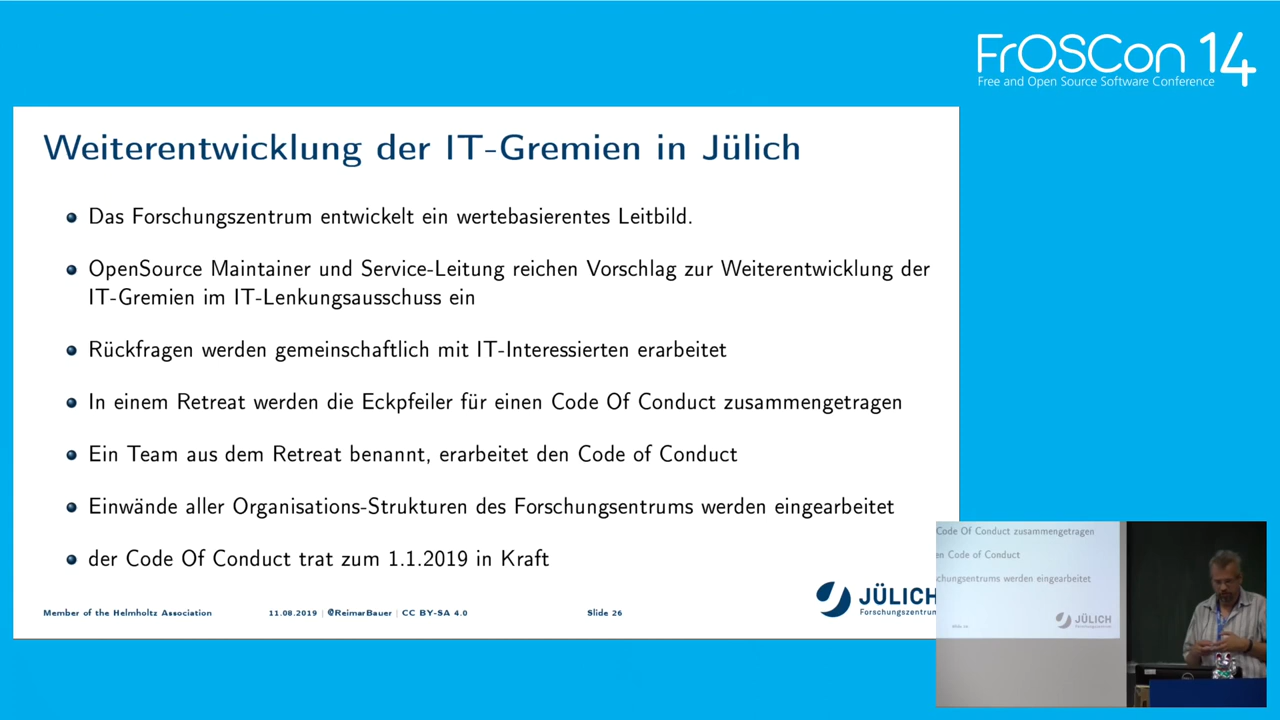 FrOSCon 14
Free and Open Source Software Conference
Weiterentwicklung der IT-Gremien in Jülich
Das Forschungszentrum entwickelt ein wertebasierentes Leitbild.
OpenSource Maintainer und Service-Leitung reichen Vorschlag zur Weiterentwicklung der
IT-Gremien im IT-Lenkungsausschuss ein
Rückfragen werden gemeinschaftlich mit IT-Interessierten erarbeitet
In einem Retreat werden die Eckpfeiler für einen Code Of Conduct zusammengetragen
Ein Team aus dem Retreat benannt, erarbeitet den Code of Conduct
Einwände aller Organisations-Strukturen des Forschungsentrums werden eingearbeitet
der Code Of Conduct trat zum 1.1.2019 in Kraft
JÜLICH
Forschungszentrum
Member of the Helmholtz Association 11.08.2019 | @ReimarBauer | CC BY-SA 4.0 Slide 26
Code Of Conduct zusammengetragen
en Code of Conduct
schungsentrums werden eingearbeitet
JÜLICH
Forschungszentrum